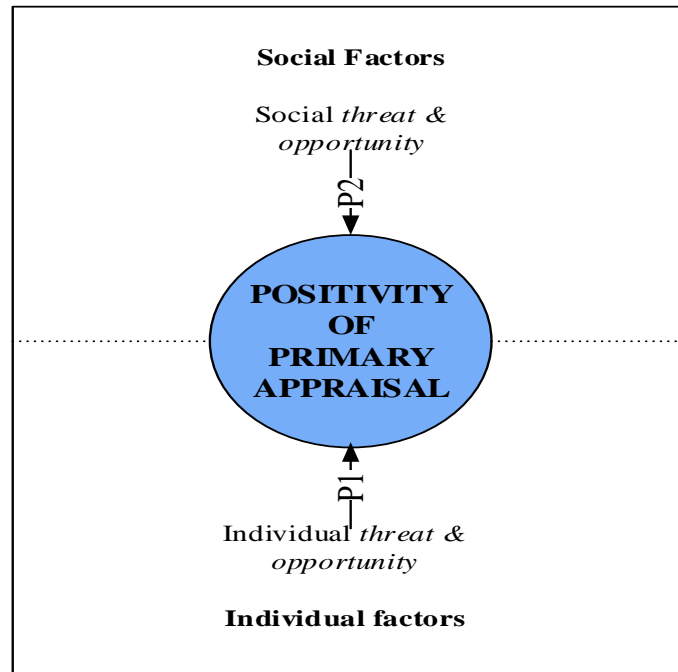 Social Factors
Social threat &
opportunity
P2
POSITIVITY
OF
PRIMARY
APPRAISAL
P1
Individual threat &
opportunity
Individual factors